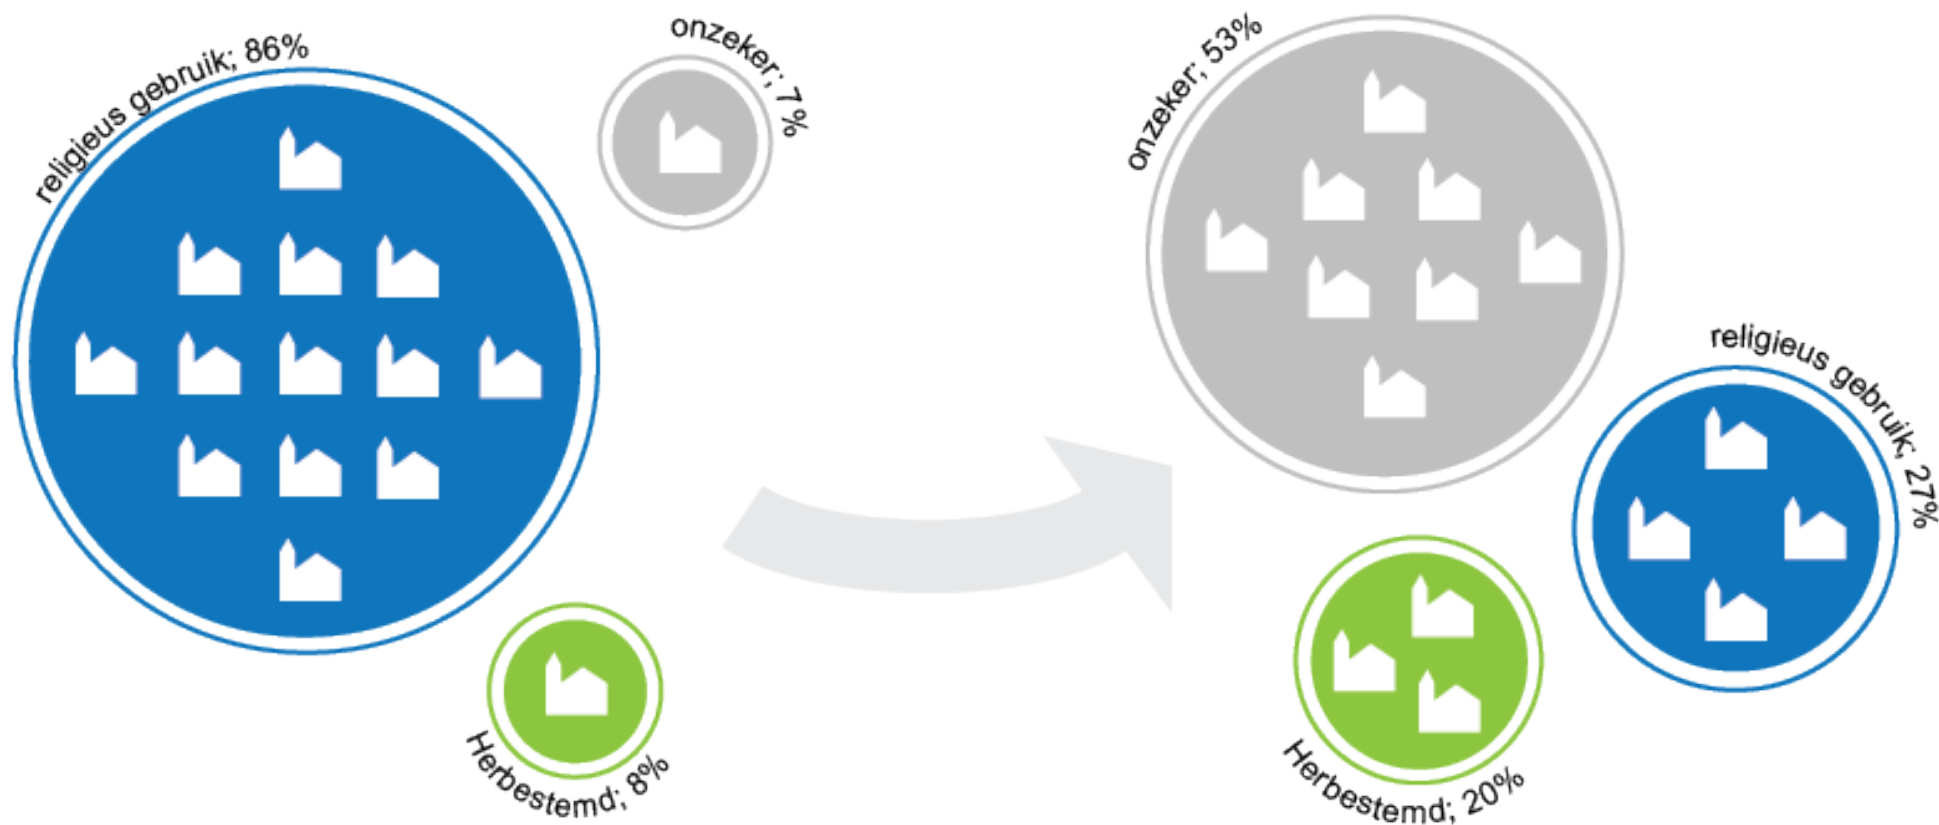 religieus gebruik; 86%
onzeker; 7%
Herbestemd; 8%
onzeker; 53%
religieus gebruik; 27%
Herbestemd; 20%